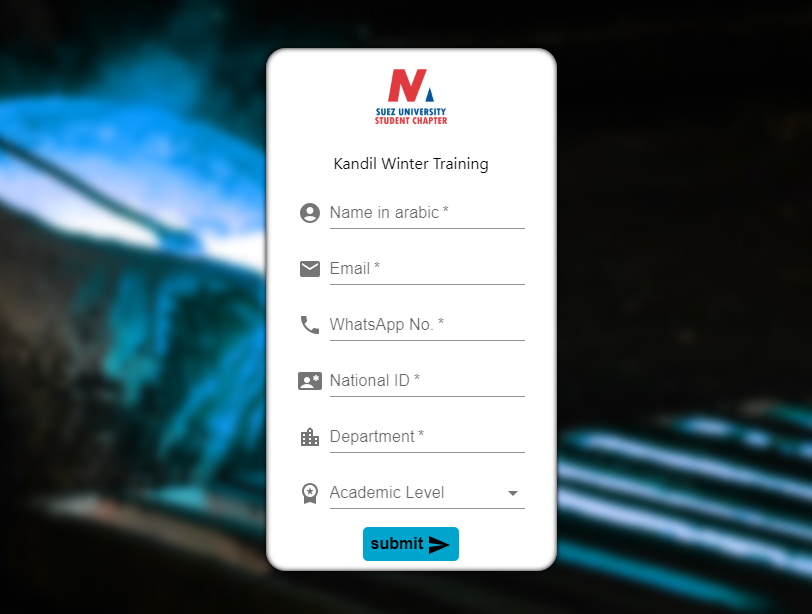 SUEZ UNIVERSITY
STUDENT CHAPTER
Kandil Winter Training
Name in arabic *
Email *
WhatsApp No. *
National ID *
Department *
Academic Level
submit